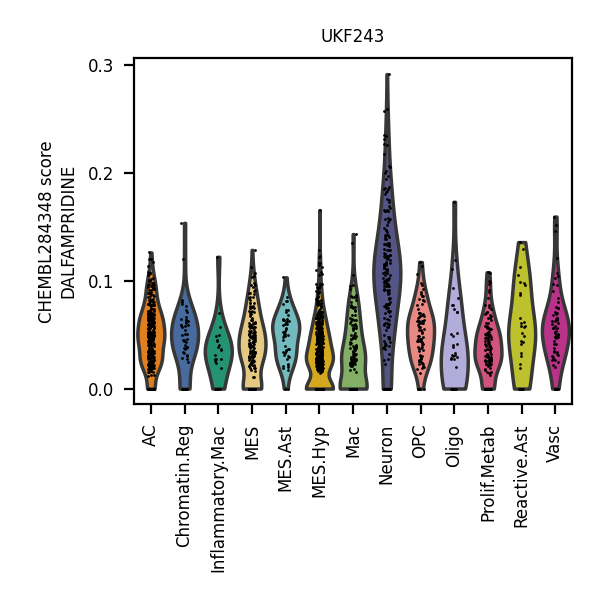 UKF243
CHEMBL284348 score
DALFAMPRIDINE
0.3
0.2
0.1
0.0
AC
Chromatin.Reg
Inflammatory.Mac
MES
MES.Ast
MES.Hyp
Mac
Neuron
OPC
Oligo
Prolif.Metab
Reactive.Ast
Vasc